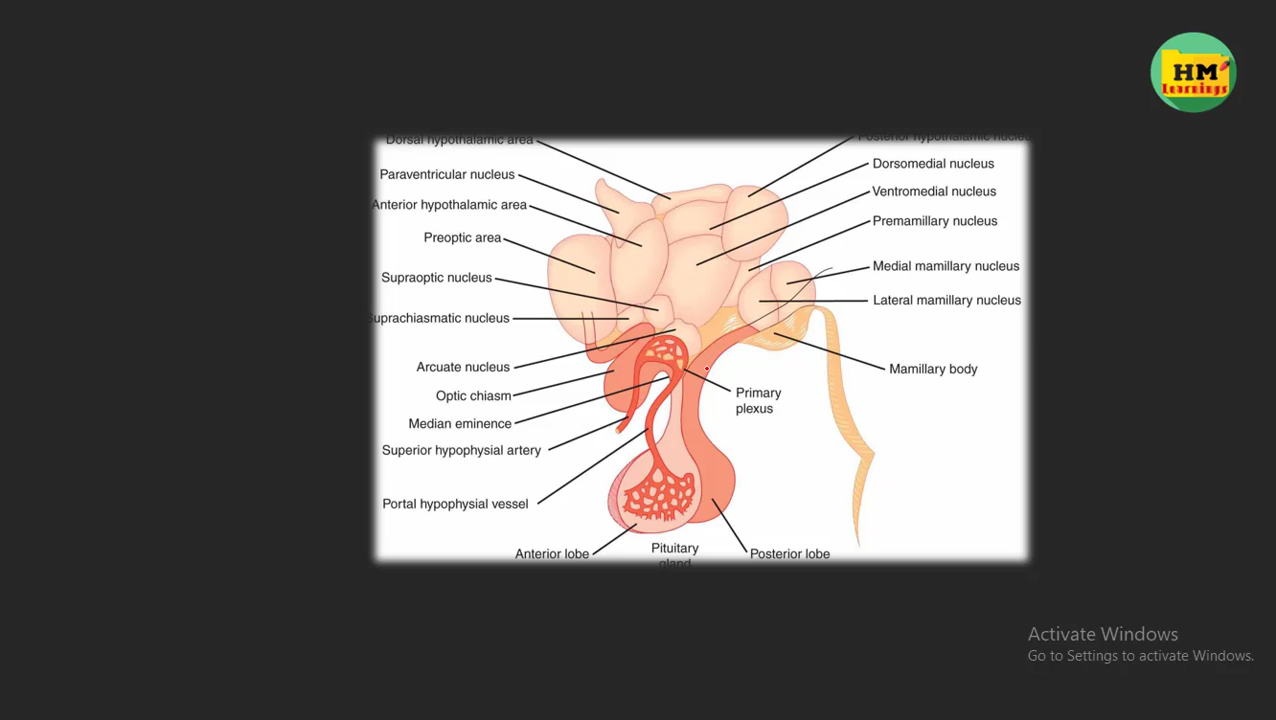 HM
Learnings
Dorsal hypothalamic area
Posterior hypothalamic nucleus
Paraventricular nucleus
Dorsomedial nucleus
Anterior hypothalamic area
Ventromedial nucleus
Preoptic area
Premamillary nucleus
Supraoptic nucleus
Medial mamillary nucleus
Suprachiasmatic nucleus
Lateral mamillary nucleus
Arcuate nucleus
Mamillary body
Optic chiasm
Primary
plexus
Median eminence
Superior hypophysial artery
Portal hypophysial vessel
Anterior lobe
Pituitary
gland
Posterior lobe
Activate Windows
Go to Settings to activate Windows.